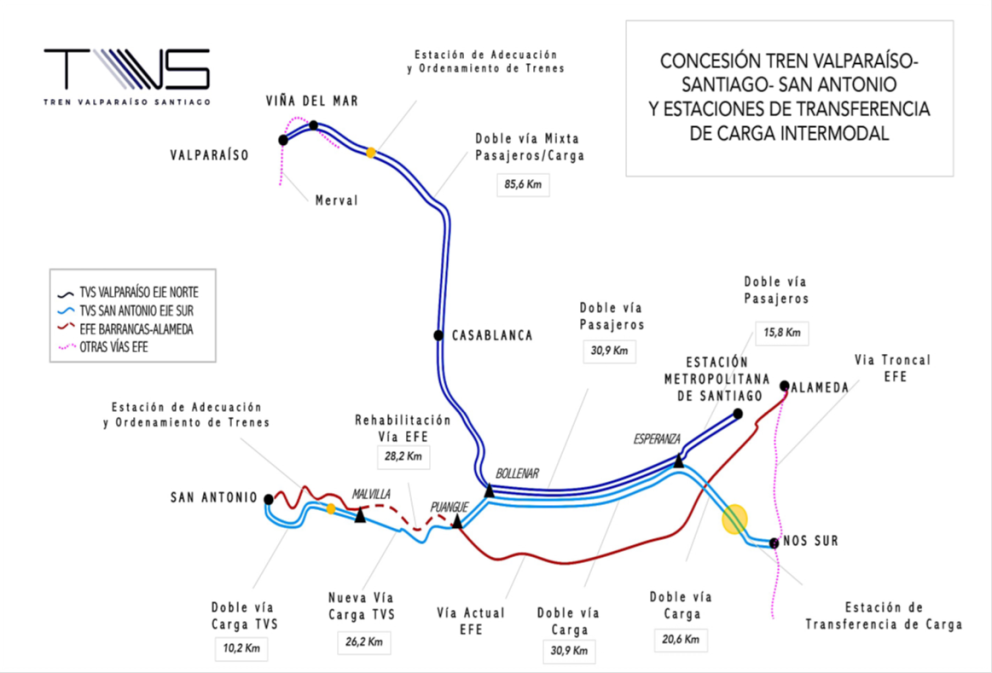 TVS
TREN VALPARAÍSO SANTIAGO
CONCESIÓN TREN VALPARAÍSO-
SANTIAGO- SAN ANTONIO
Y ESTACIONES DE TRANSFERENCIA
DE CARGA INTERMODAL
Estación de Adecuación
y Ordenamiento de Trenes
VIÑA DEL MAR
VALPARAÍSO
Merval
Doble vía Mixta
Pasajeros/Carga
85,6 Km
TVS VALPARAÍSO EJE NORTE
TVS SAN ANTONIO EJE SUR
EFE BARRANCAS-ALAMEDA
OTRAS VÍAS EFE
CASABLANCA
Doble vía
Pasajeros
30,9 Km
Doble vía
Pasajeros
15,8 Km
ESTACIÓN
METROPOLITANA
DE SANTIAGO
ALAMEDA
Via Troncal
EFE
Estación de Adecuación
y Ordenamiento de Trenes
Rehabilitación
Vía EFE
28,2 Km
ESPERANZA
BOLLENAR
SAN ANTONIO
MALVILLA
PUANGUE
NOS SUR
Doble vía
Carga TVS
10,2 Km
Nueva Vía
Carga TVS
26,2 Km
Vía Actual
EFE
Doble vía
Carga
30,9 Km
Doble vía
Carga
20,6 Km
Estación de
Transferencia de Carga